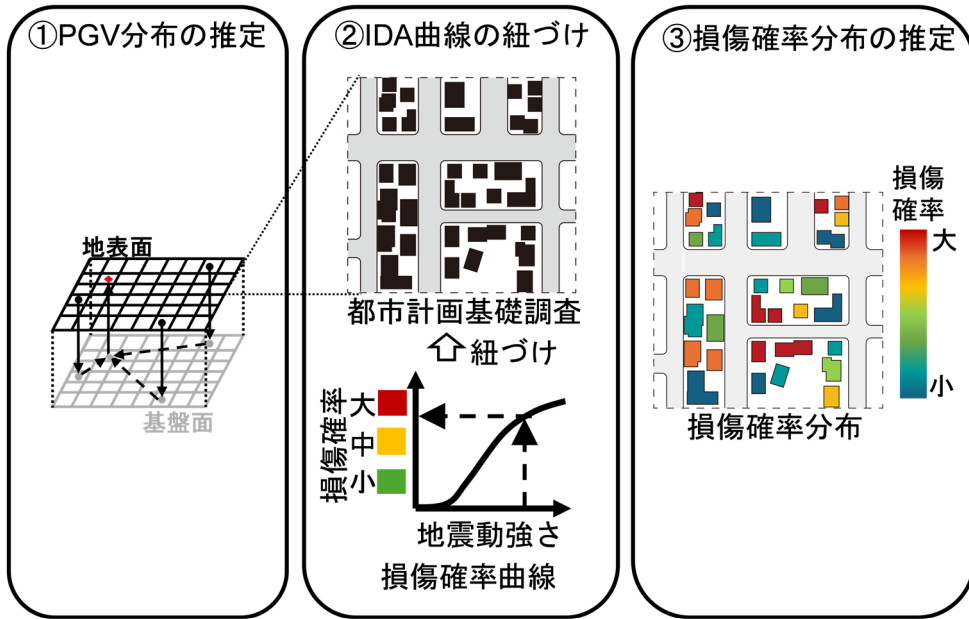 ①PGV分布の推定
地表面
基盤面
②IDA曲線の紐づけ
都市計画基礎調査
紐づけ
損傷確率
大
中
小
地震動強さ
損傷確率曲線
③損傷確率分布の推定
損傷
確率
大
小
損傷確率分布